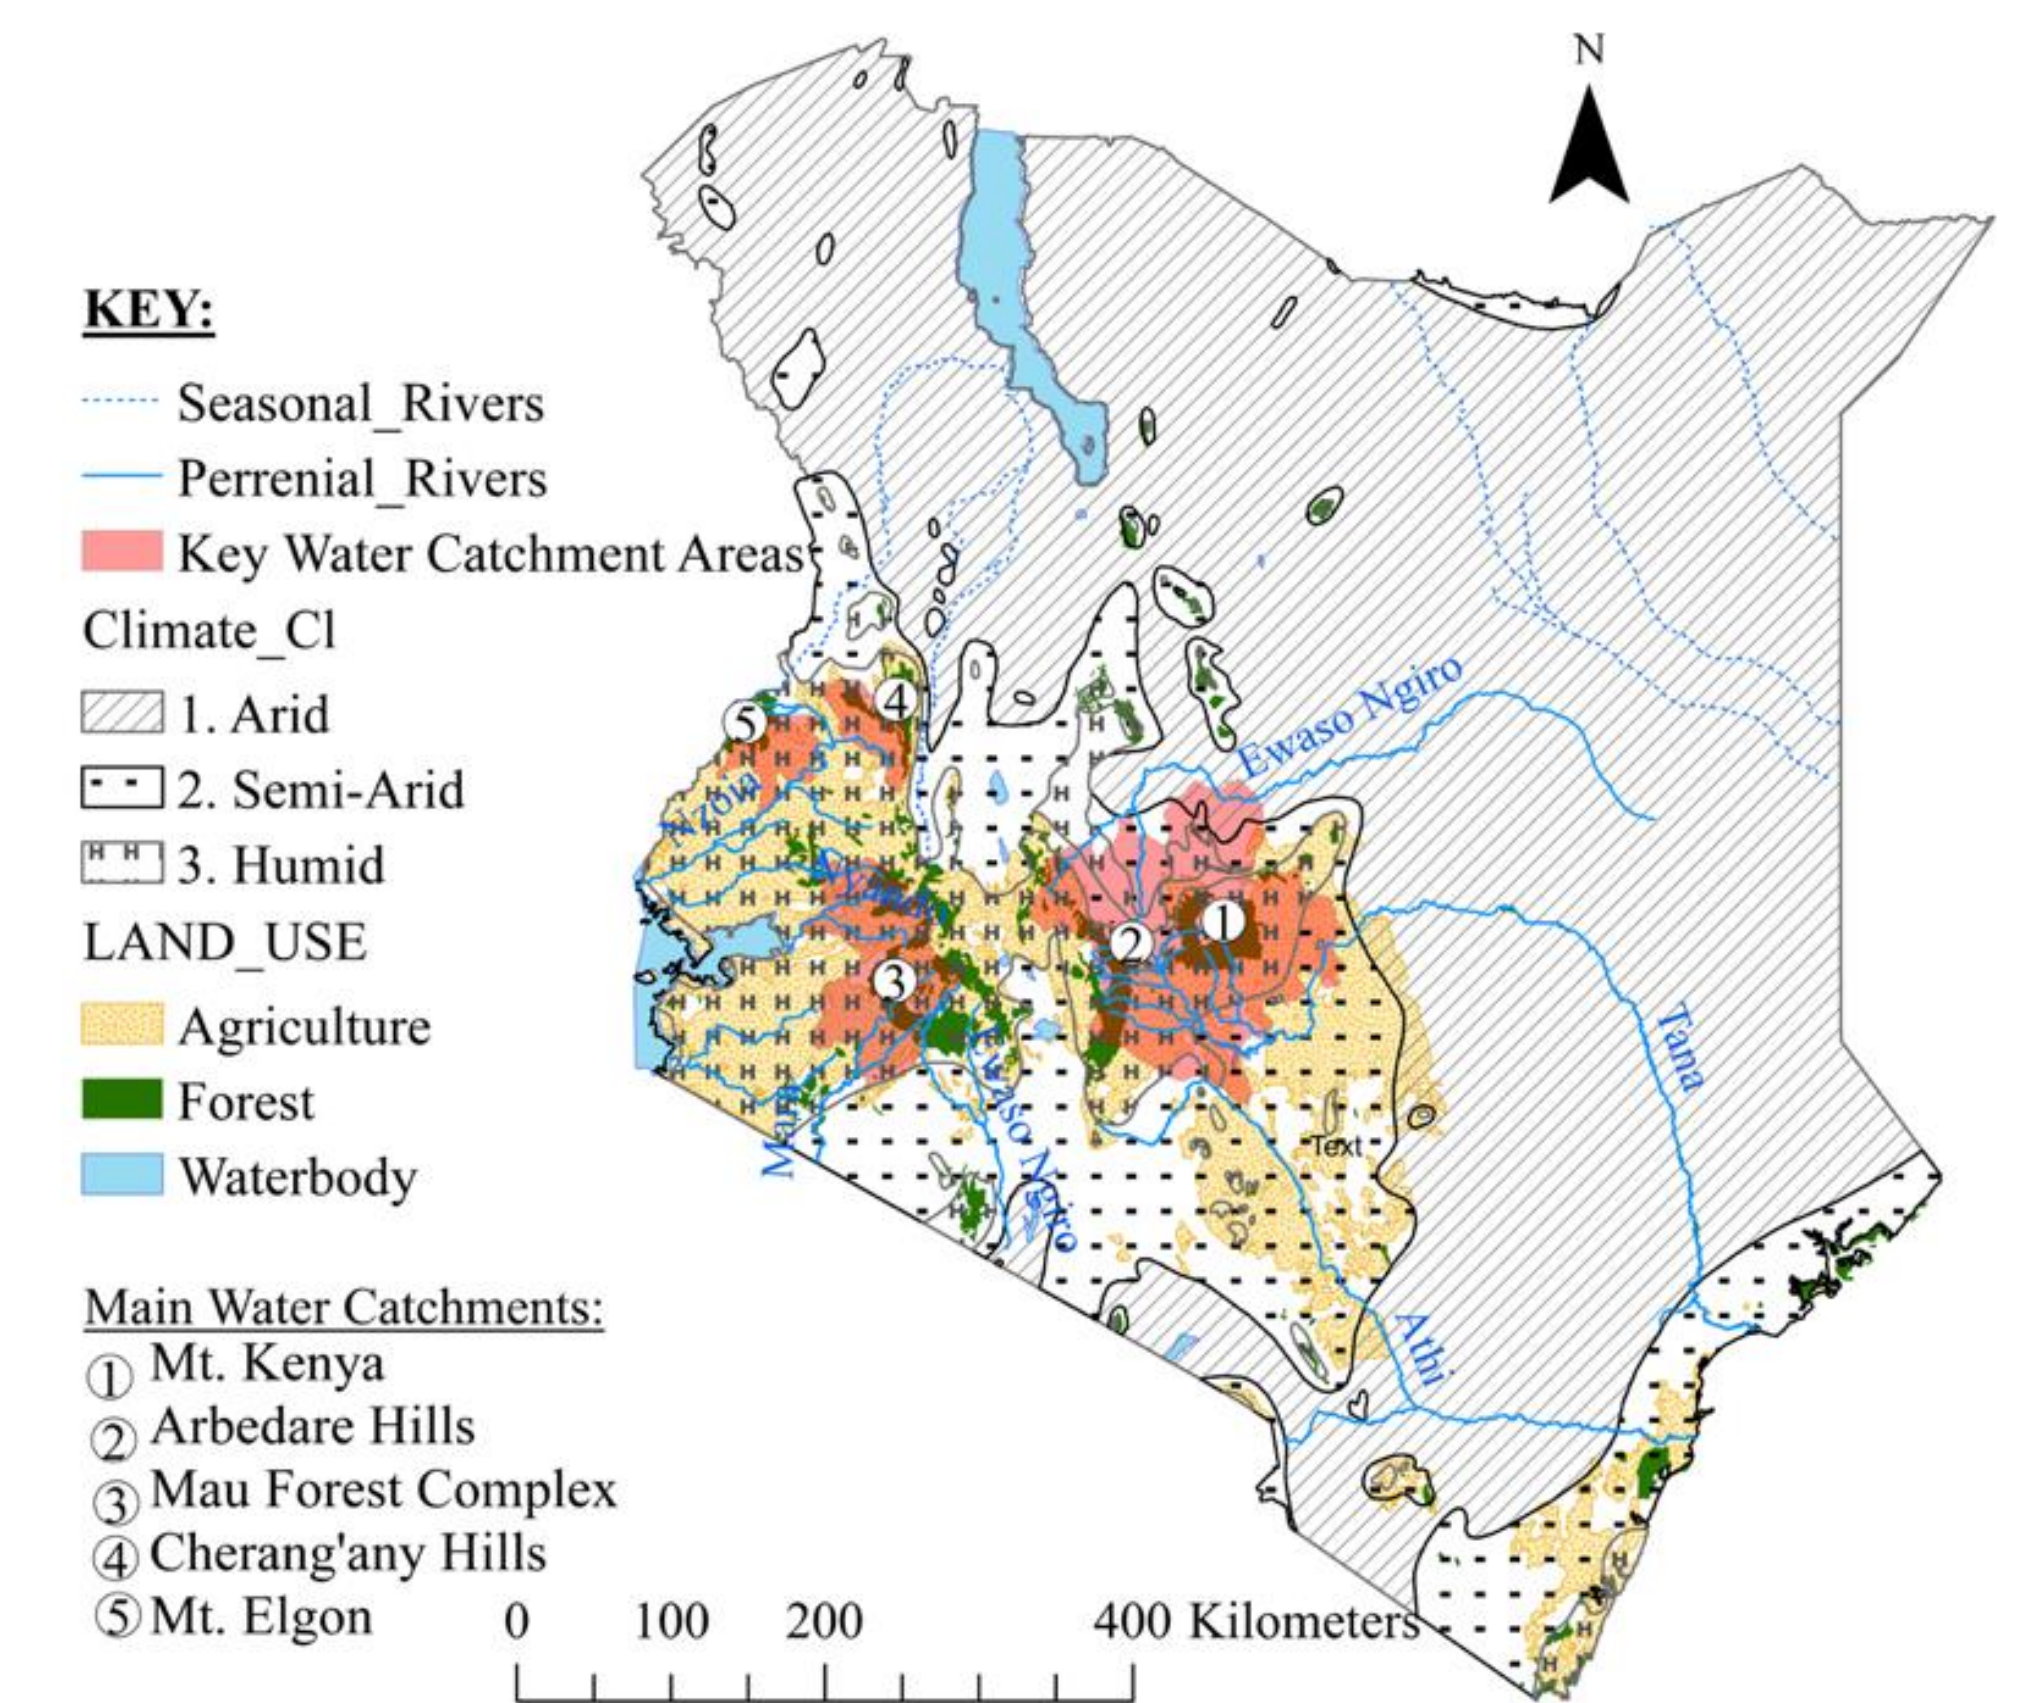 N
KEY:
Seasonal_Rivers
Perrenial_Rivers
Key Water Catchment Areas
Climate_Cl
1. Arid
2. Semi-Arid
H H 3. Humid
LAND_USE
Agriculture
Forest
Waterbody
Main Water Catchments:
1 Mt. Kenya
2 Arbedare Hills
3 Mau Forest Complex
4 Cherang'any Hills
5 Mt. Elgon
0 100 200 400 Kilometers
4
5
Ewaso Ngiro
Nzoia
1
2
3
Tana
Ewaso Ngiro
Mara
Text
Athi